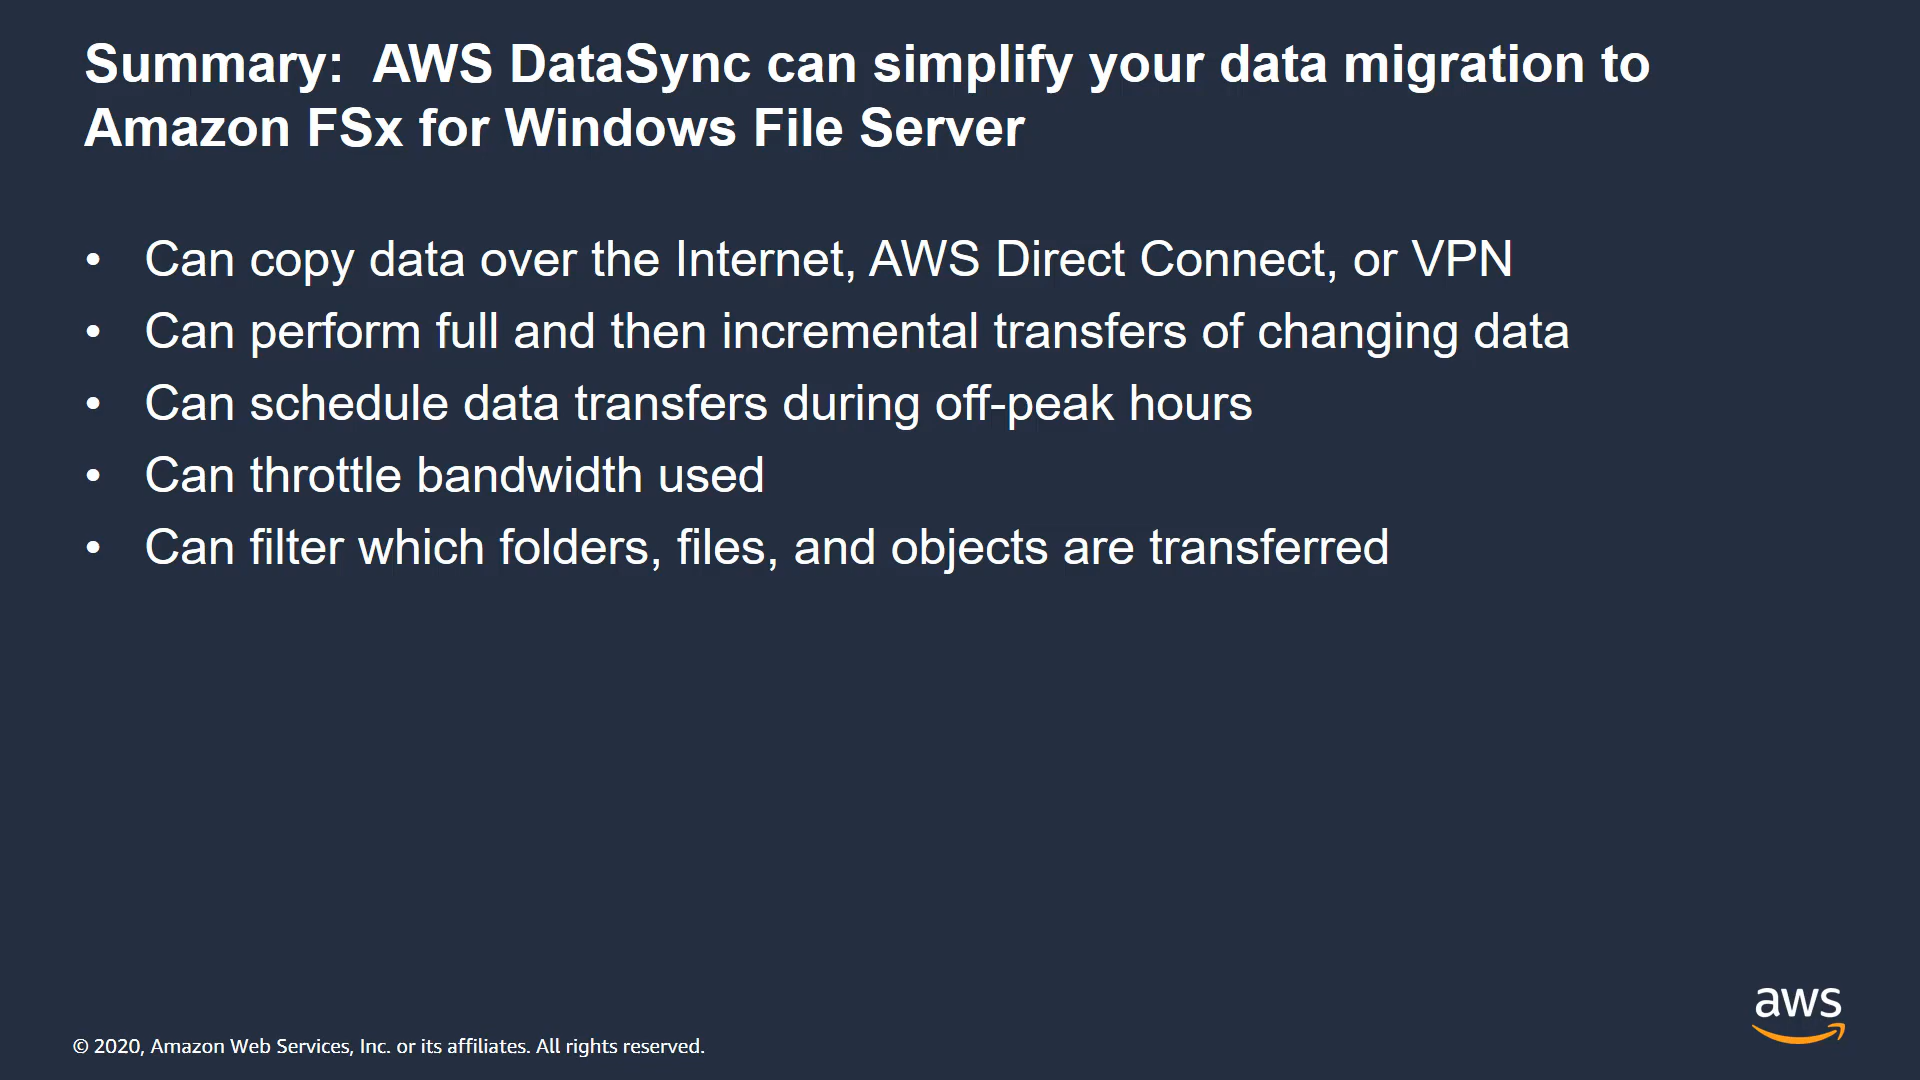 Summary:  AWS DataSync can simplify your data migration to
Amazon FSx for Windows File Server
• Can copy data over the Internet, AWS Direct Connect, or VPN
• Can perform full and then incremental transfers of changing data
• Can schedule data transfers during off-peak hours
• Can throttle bandwidth used
• Can filter which folders, files, and objects are transferred
aws
© 2020, Amazon Web Services, Inc. or its affiliates. All rights reserved.